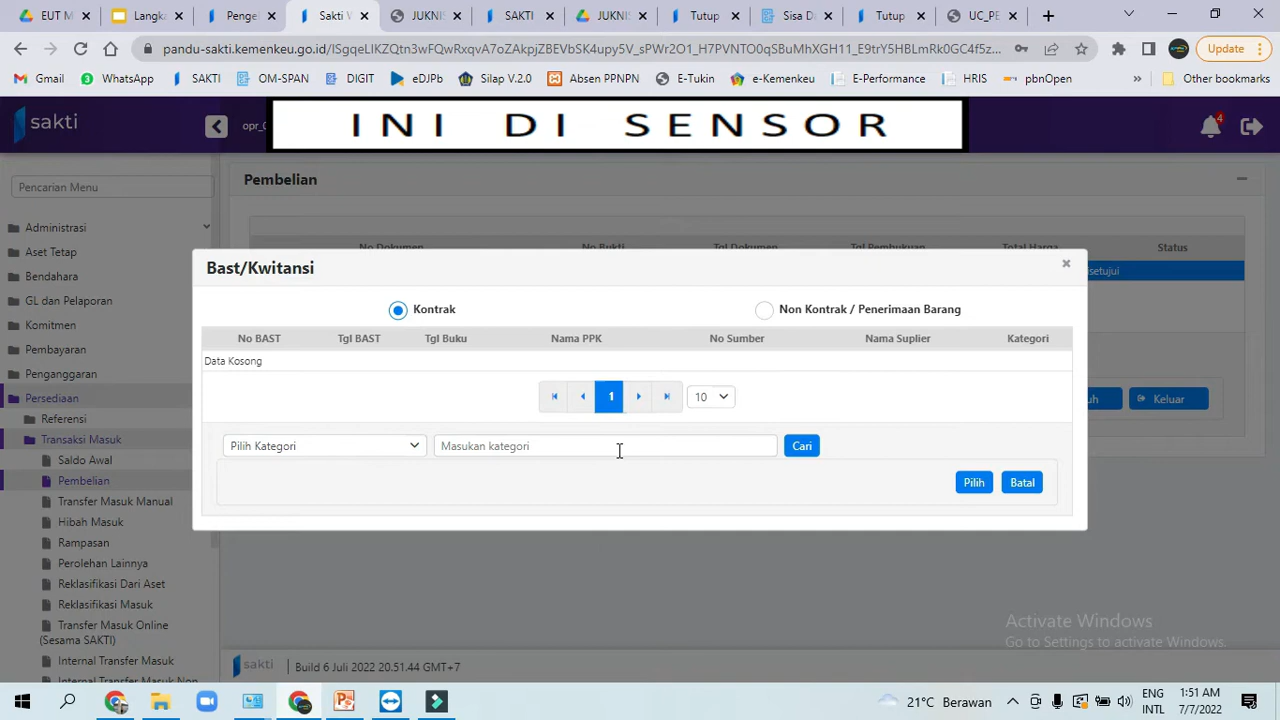 EUT M
Langka
Penge
Sakti V
JUKNI
SAKTI
JUKNI
Tutup
Sisa D
Tutup
UC_PE
pandu-sakti.kemenkeu.go.id/
Update
Gmail
WhatsApp
SAKTI
OM-SPAN
DIGIT
eDJPb
Silap V.2.0
Absen PPNPN
E-Tukin
e-Kemenkeu
E-Performance
HRIS
pbnOpen
»
Other bookmarks
sakti
opr_0
INI DI SENSOR
4
Pencarian Menu
Pembelian
Administrasi
Aset Tetap
Bendahara
GL dan Pelaporan
Komitmen
Pembayaran
Penganggaran
Persediaan
Referensi
Transaksi Masuk
Saldo Awal
Pembelian
Transfer Masuk Manual
Hibah Masuk
Rampasan
Perolehan Lainnya
Reklasifikasi Dari Aset
Reklasifikasi Masuk
Transfer Masuk Online
(Sesama SAKTI)
Internal Transfer Masuk
Internal Transfer Masuk Non
No Dokumen No Bukti Tgl Dokumen Tgl Pembukuan Total Harga Status
isetujui
Bast/Kwitansi
Kontrak
Non Kontrak / Penerimaan Barang
No BAST Tgl BAST Tgl Buku Nama PPK No Sumber Nama Suplier Kategori
Data Kosong
1
10
Pilih Kategori
Masukan kategori
Cari
Pilih
Batal
uh
Keluar
Activate Windows
Go to Settings to activate Windows.
sakti
Build 6 Juli 2022 20.51.44 GMT+7
21°C Berawan
ENG
INTL
1:51 AM
7/7/2022